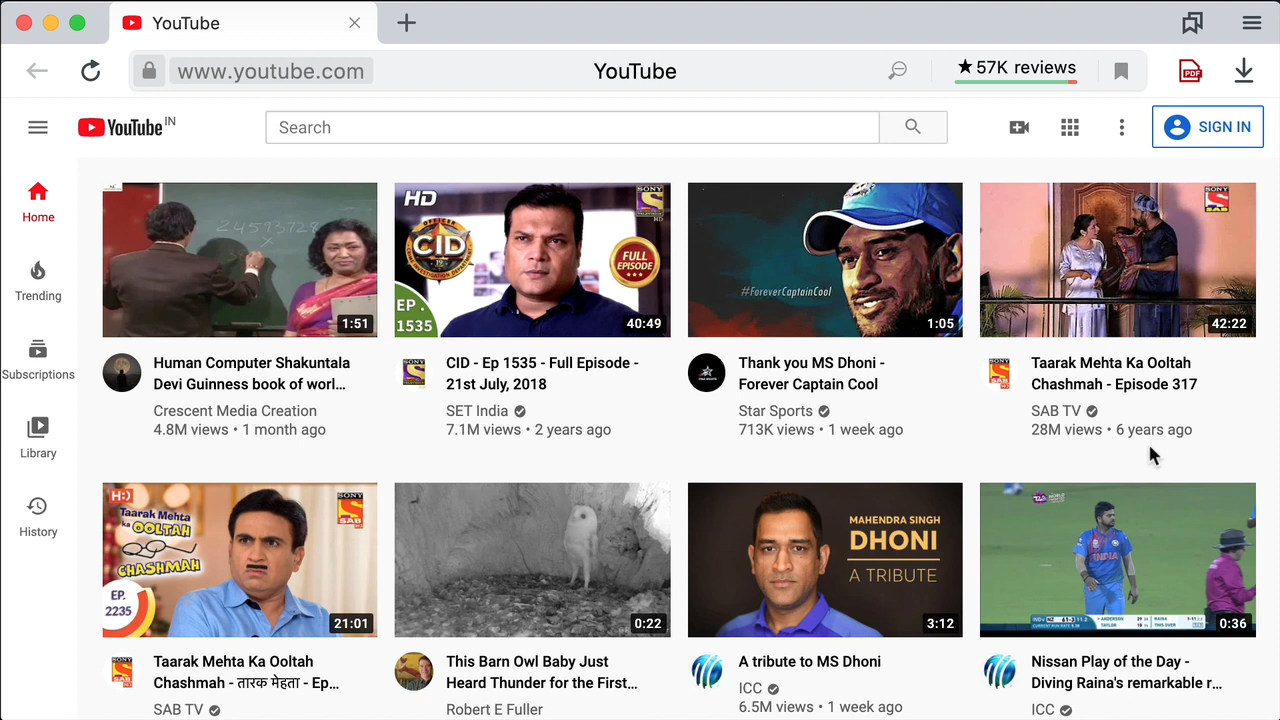 YouTube
www.youtube.com
YouTube
★57K reviews
PDF
YouTube IN
Search
SIGN IN
Home
Trending
Subscriptions
Library
History
24593728
X
1:51
Human Computer Shakuntala
Devi Guinness book of worl...
Crescent Media Creation
4.8M views • 1 month ago
HD
SONY
CID
FULL
EPISODE
EP.
1535
40:49
CID - Ep 1535 - Full Episode -
21st July, 2018
SET India
7.1M views • 2 years ago
#ForeverCaptainCool
1:05
Thank you MS Dhoni -
Forever Captain Cool
Star Sports
713K views • 1 week ago
SONY
SAB
42:22
Taarak Mehta Ka Ooltah
Chashmah - Episode 317
SAB TV
28M views • 6 years ago
HD
Taarak Mehta
ka OOLTAH
CHASHMAH
SONY
SAB
EP.
2235
21:01
Taarak Mehta Ka Ooltah
Chashmah - तारक मेहता - Ep...
SAB TV
0:22
This Barn Owl Baby Just
Heard Thunder for the First...
Robert E Fuller
MAHENDRA SINGH
DHONI
A TRIBUTE
3:12
A tribute to MS Dhoni
ICC
6.5M views • 1 week ago
INDIA
0:36
Nissan Play of the Day -
Diving Raina's remarkable r...
ICC